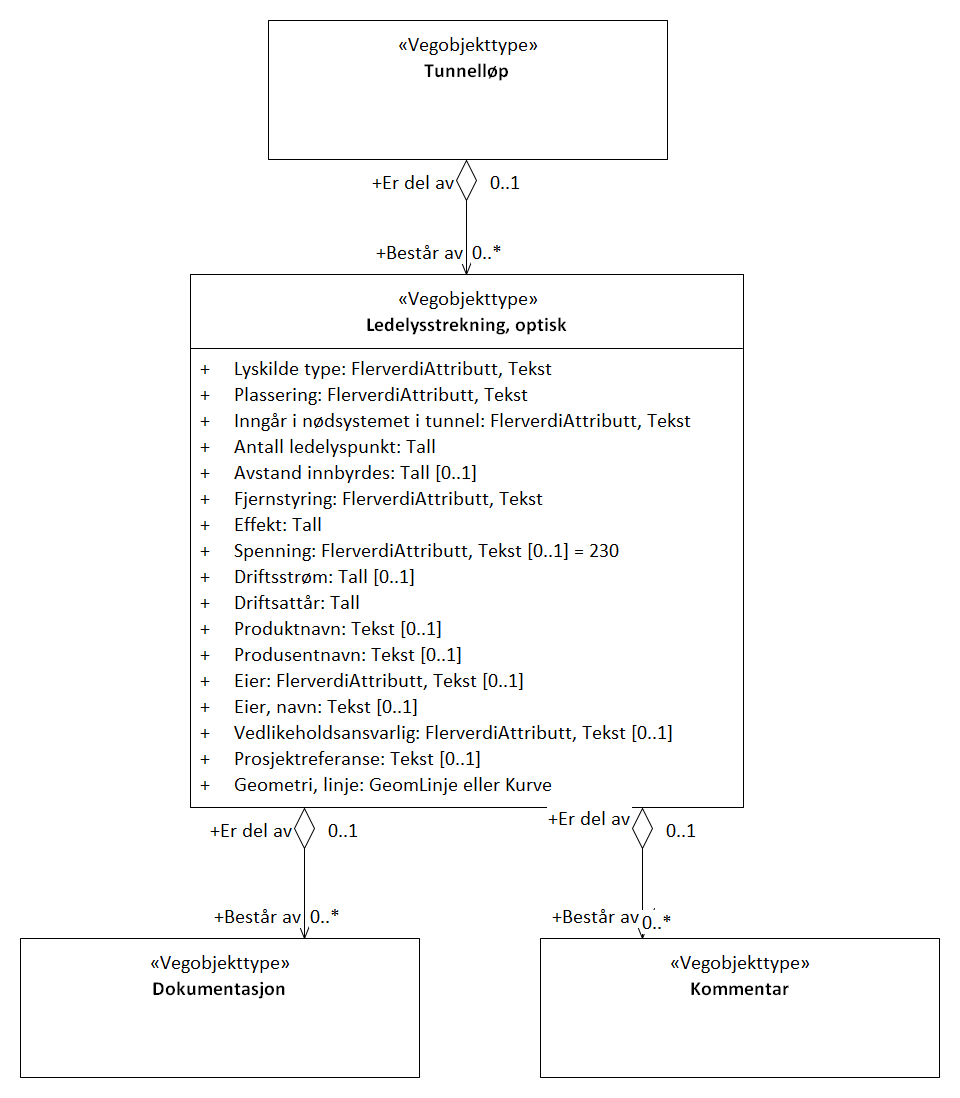 «Vegobjekttype»
Tunnelløp
+Er del av 0..1
+Består av 0..*
«Vegobjekttype»
Ledelysstrekning, optisk
+ Lyskilde type: FlerverdiAttributt, Tekst
+ Plassering: FlerverdiAttributt, Tekst
+ Inngår i nødsystemet i tunnel: FlerverdiAttributt, Tekst
+ Antall ledelyspunkt: Tall
+ Avstand innbyrdes: Tall [0..1]
+ Fjernstyring: FlerverdiAttributt, Tekst
+ Effekt: Tall
+ Spenning: FlerverdiAttributt, Tekst [0..1] = 230
+ Driftsstrøm: Tall [0..1]
+ Driftsattår: Tall
+ Produktnavn: Tekst [0..1]
+ Produsentnavn: Tekst [0..1]
+ Eier: FlerverdiAttributt, Tekst [0..1]
+ Eier, navn: Tekst [0..1]
+ Vedlikeholdsansvarlig: FlerverdiAttributt, Tekst [0..1]
+ Prosjektreferanse: Tekst [0..1]
+ Geometri, linje: GeomLinje eller Kurve
+Er del av 0..1
+Består av 0..*
«Vegobjekttype»
Dokumentasjon
+Er del av 0..1
+Består av 0..*
«Vegobjekttype»
Kommentar